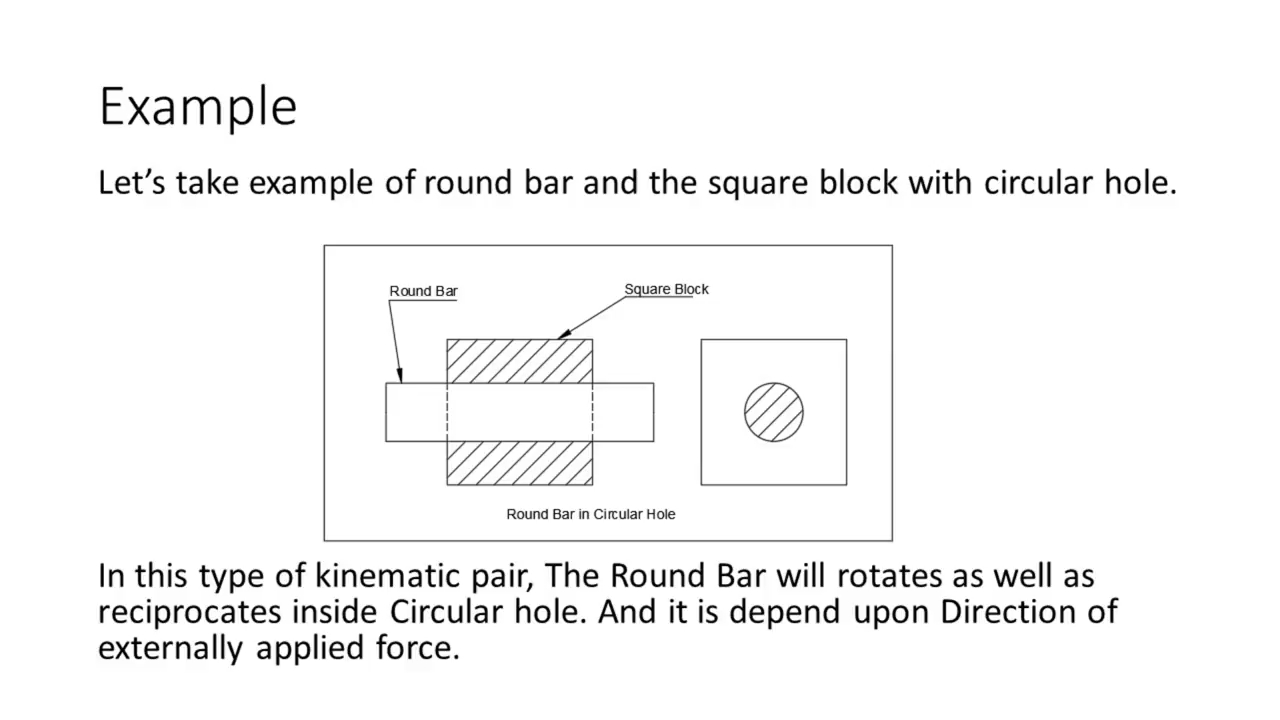 Example
Let’s take example of round bar and the square block with circular hole.
Round Bar
Square Block
Round Bar in Circular Hole
In this type of kinematic pair, The Round Bar will rotates as well as
reciprocates inside Circular hole. And it is depend upon Direction of
externally applied force.